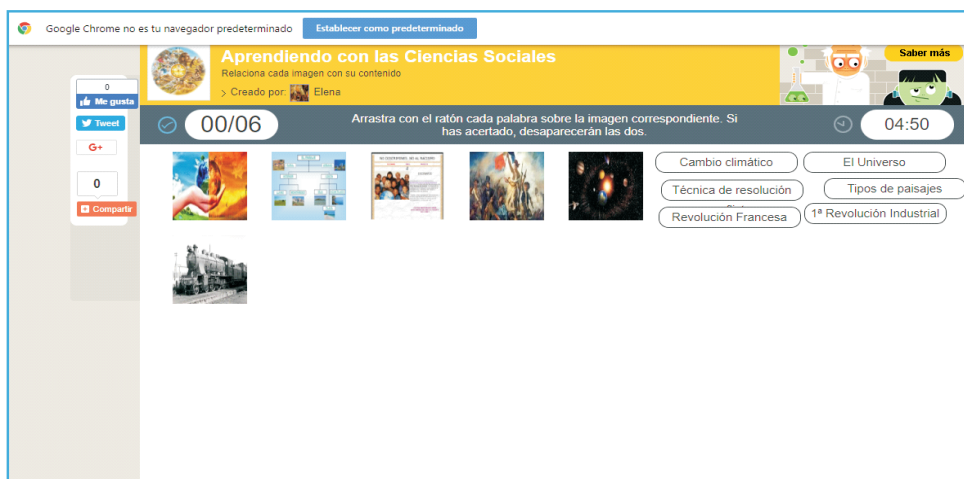 Google Chrome no es tu navegador predeterminado
Establecer como predeterminado
Aprendiendo con las Ciencias Sociales
Relaciona cada imagen con su contenido
> Creado por: Elena
Saber más
0
Me gusta
Tweet
G+
0
Compartir
00/06
Arrastra con el ratón cada palabra sobre la imagen correspondiente. Si
has acertado, desaparecerán las dos.
04:50
Cambio climático
El Universo
Técnica de resolución
Tipos de paisajes
Revolución Francesa
1ª Revolución Industrial